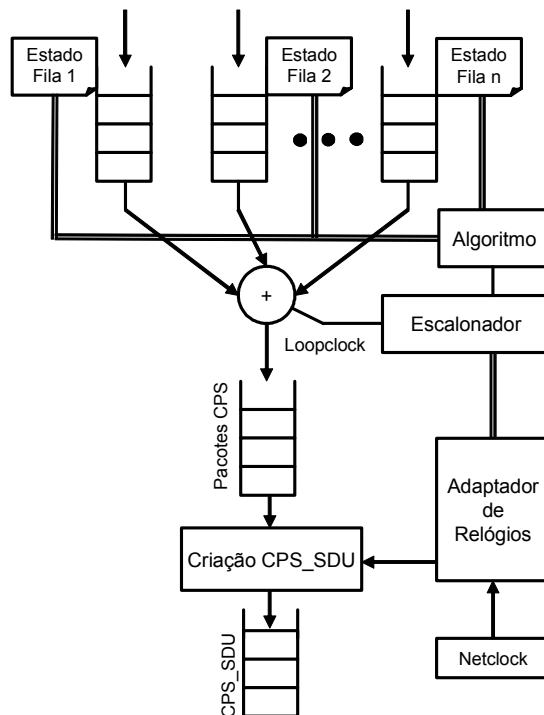 Estado
Fila 1
Estado
Fila 2
Estado
Fila n
Algoritmo
+
Escalonador
Loopclock
Pacotes CPS
Adaptador
de
Relógios
Criação CPS_SDU
Netclock
CPS_SDU